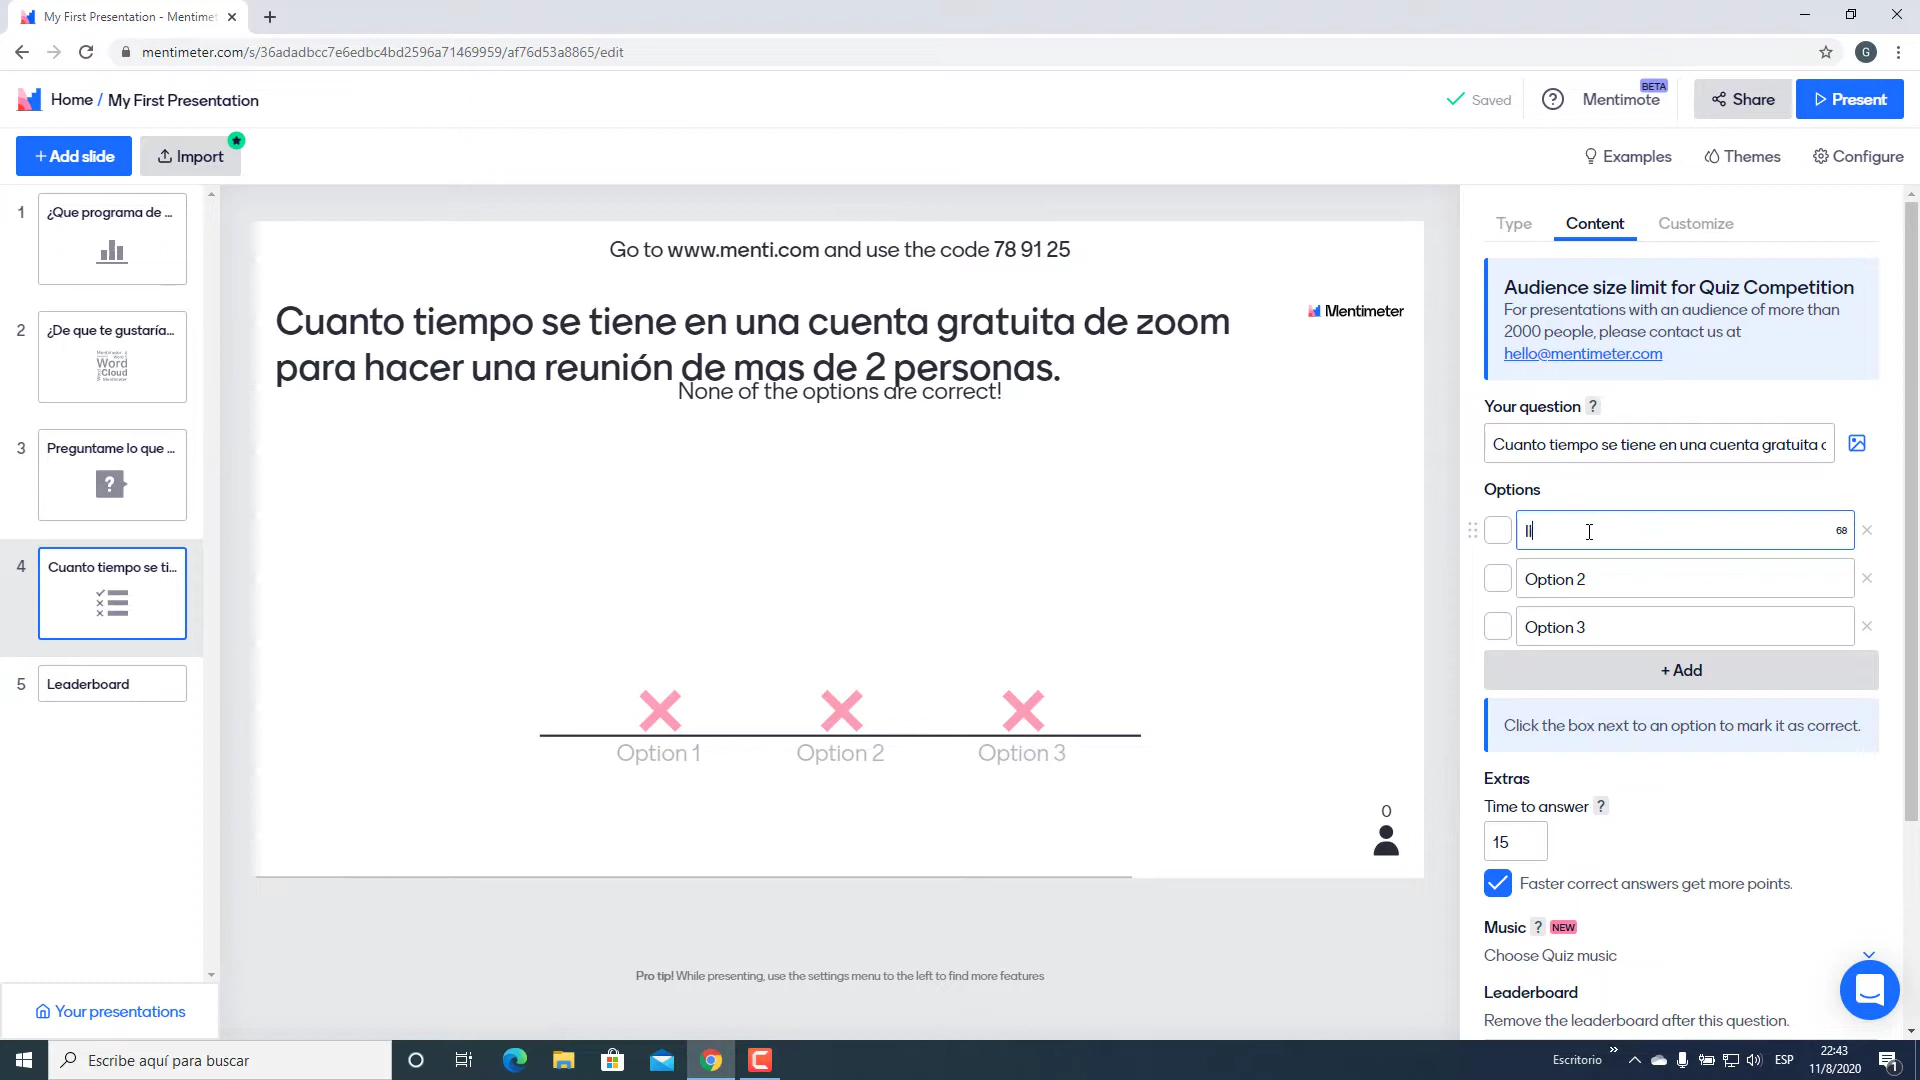 My First Presentation - Mentimet
mentimeter.com/s/36adadbcc7e6edbc4bd2596a71469959/af76d53a8865/edit
G
Home / My First Presentation
Saved
?
Mentimote
BETA
Share
Present
+ Add slide
Import
Examples
Themes
Configure
1
¿Que programa de ...
2
¿De que te gustaría...
Word
Cloud
3
Preguntame lo que ...
?
4
Cuanto tiempo se ti...
5
Leaderboard
Your presentations
Go to www.menti.com and use the code 78 91 25
Mentimeter
Cuanto tiempo se tiene en una cuenta gratuita de zoom
para hacer una reunión de mas de 2 personas.
None of the options are correct!
Option 1
Option 2
Option 3
0
Pro tip! While presenting, use the settings menu to the left to find more features
Type
Content
Customize
Audience size limit for Quiz Competition
For presentations with an audience of more than
2000 people, please contact us at
hello@mentimeter.com
Your question ?
Cuanto tiempo se tiene en una cuenta gratuita
Options
68
Option 2
Option 3
+ Add
Click the box next to an option to mark it as correct.
Extras
Time to answer ?
15
Faster correct answers get more points.
Music ? NEW
Choose Quiz music
Leaderboard
Remove the leaderboard after this question.
Escribe aquí para buscar
Escritorio
ESP
22:43
11/8/2020
1